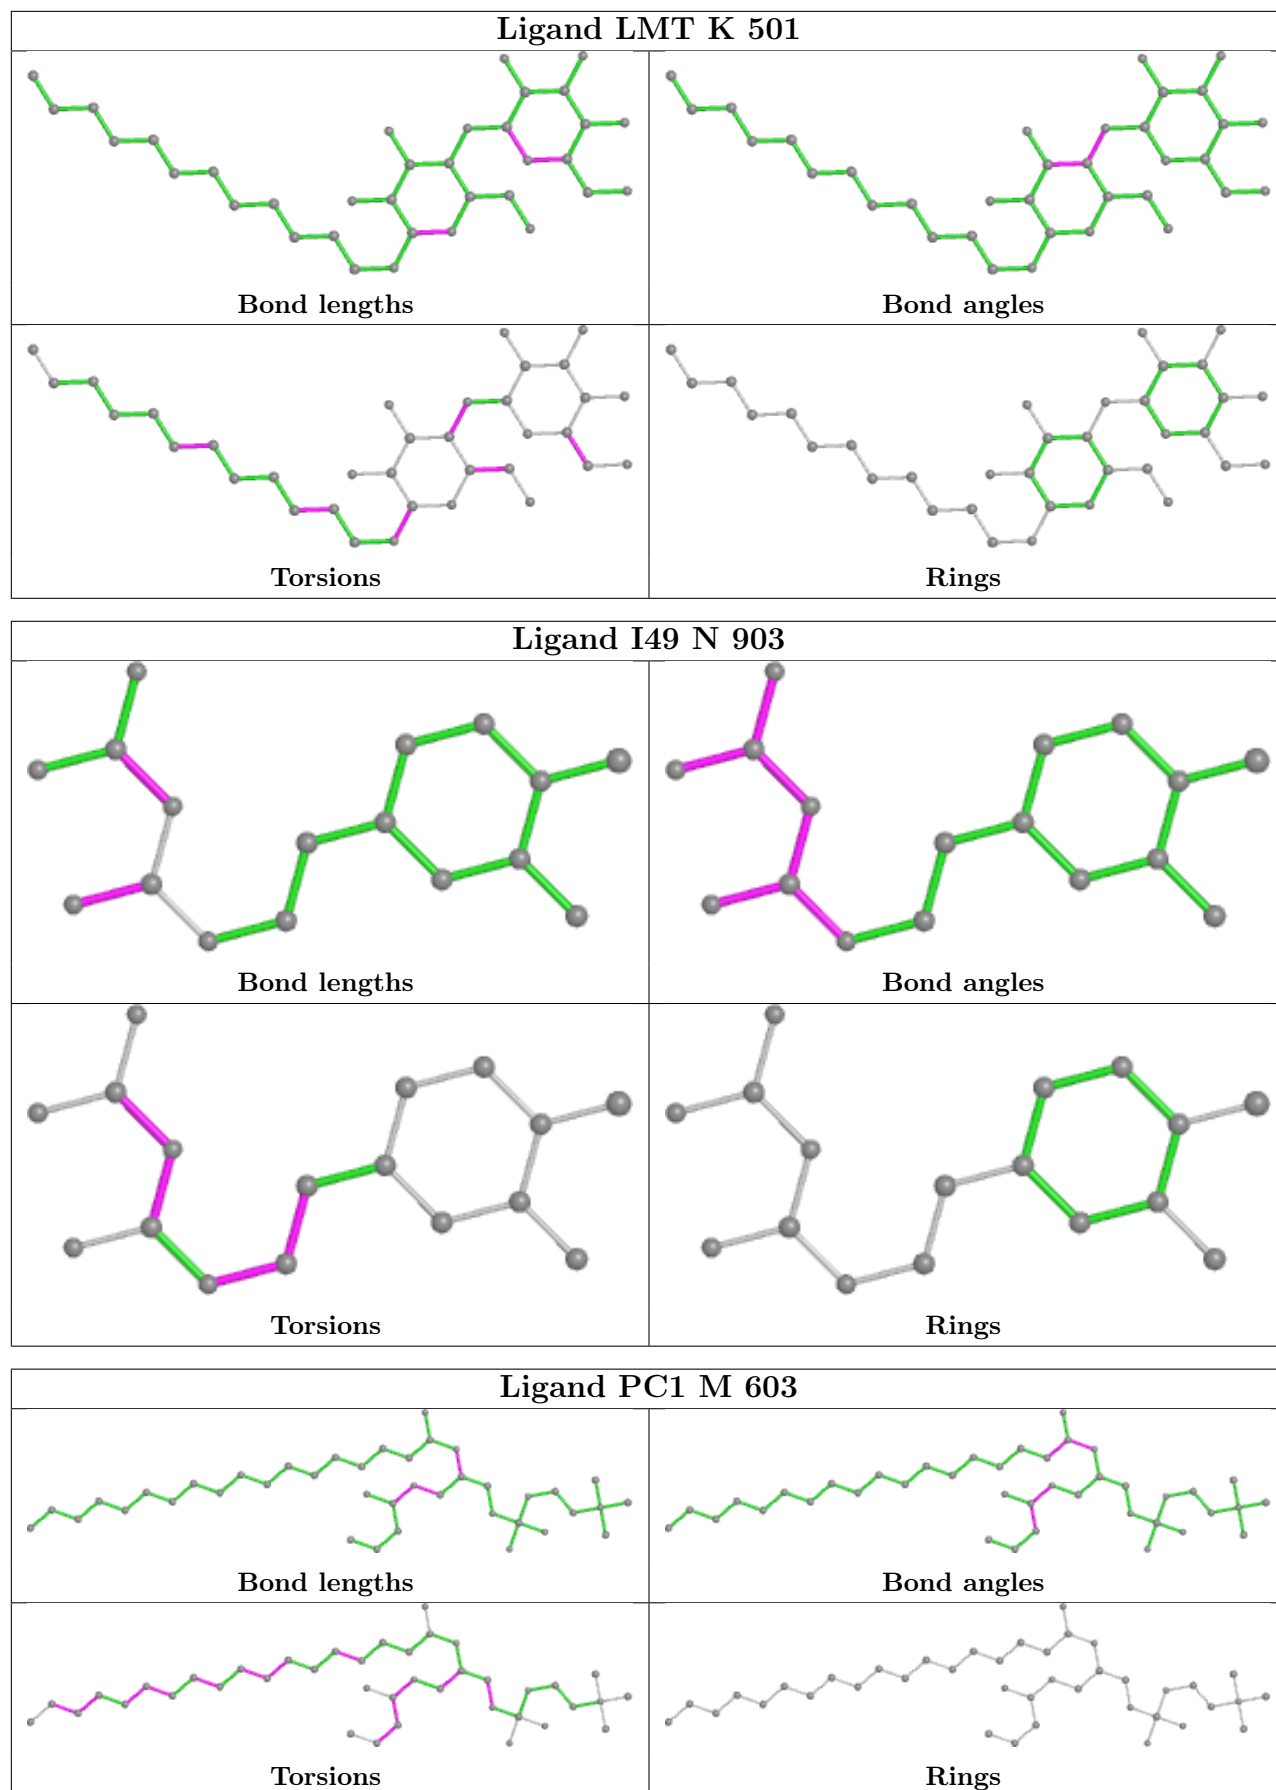 Ligand LMT K 501
Bond lengths
Bond angles
Torsions
Rings
Ligand I49 N 903
Bond lengths
Bond angles
Torsions
Rings
Ligand PC1 M 603
Bond lengths
Bond angles
Torsions
Rings